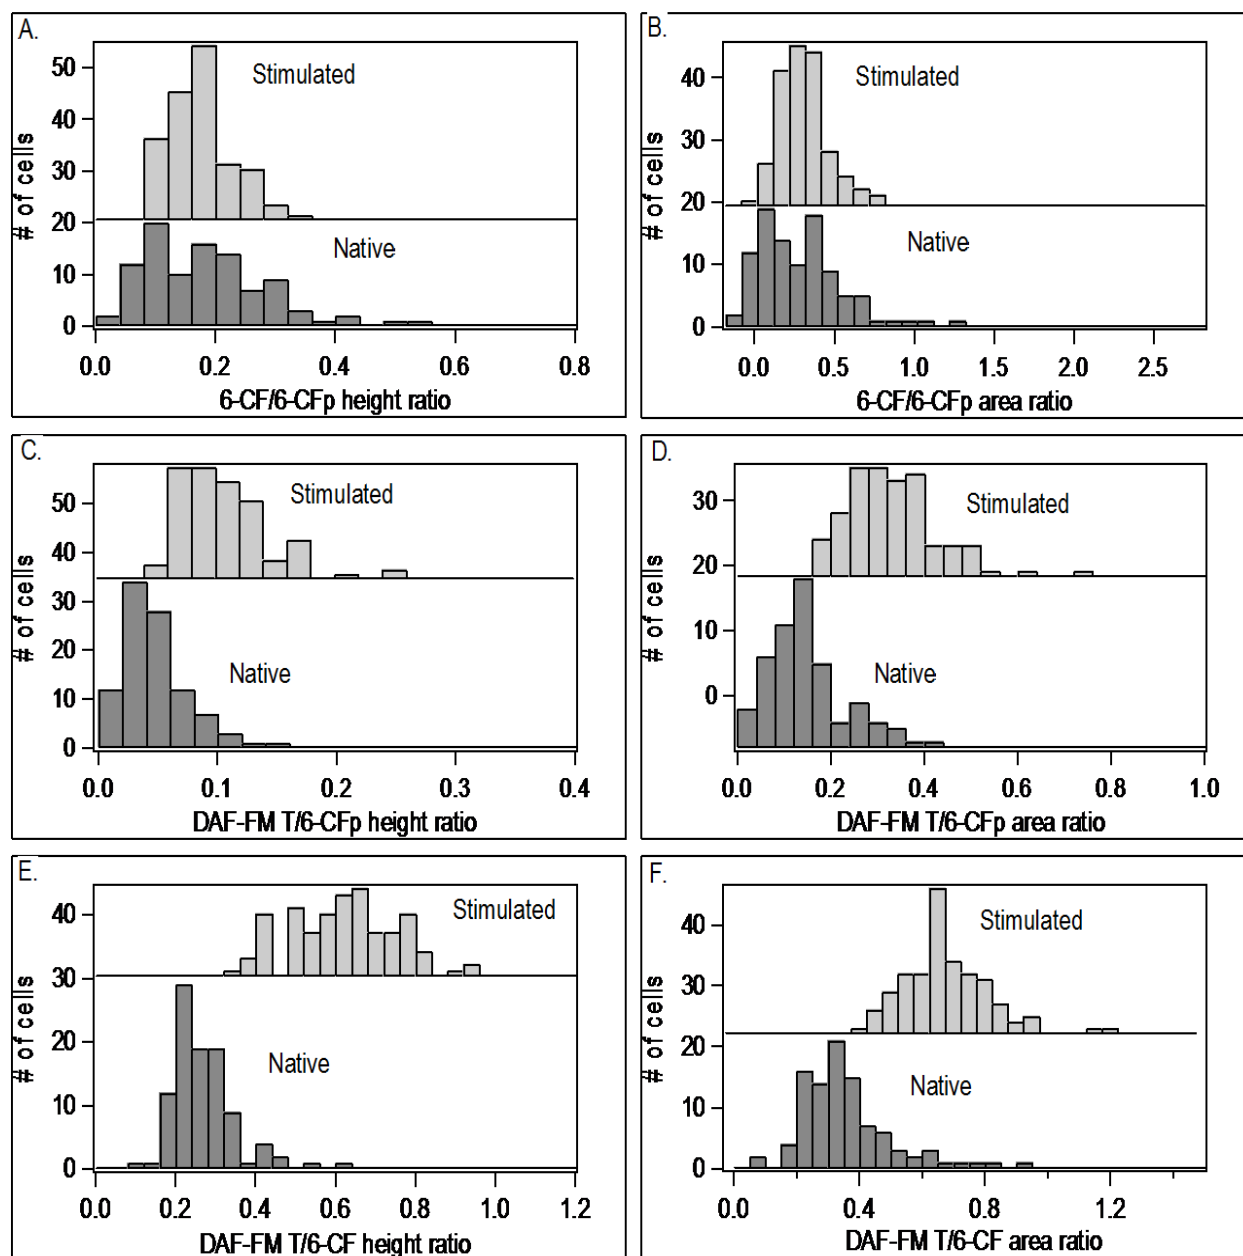 A.
50
40
30
20
10
0
# of cells
Stimulated
Native
0.0 0.2 0.4 0.6 0.8
6-CF/6-CFp height ratio
B.
40
30
20
10
0
# of cells
Stimulated
Native
0.0 0.5 1.0 1.5 2.0 2.5
6-CF/6-CFp area ratio
C.
50
40
30
20
10
0
# of cells
Stimulated
Native
0.0 0.1 0.2 0.3 0.4
DAF-FM T/6-CFp height ratio
D.
30
20
10
0
# of cells
Stimulated
Native
0.0 0.2 0.4 0.6 0.8 1.0
DAF-FM T/6-CFp area ratio
E.
40
30
20
10
0
# of cells
Stimulated
Native
0.0 0.2 0.4 0.6 0.8 1.0 1.2
DAF-FM T/6-CF height ratio
F.
40
30
20
10
0
# of cells
Stimulated
Native
0.0 0.4 0.8 1.2
DAF-FM T/6-CF area ratio